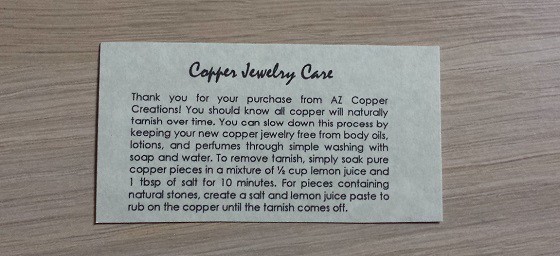 Copper Jewelry Care
Thank you for your purchase from AZ Copper
Creations! You should know all copper will naturally
tarnish over time. You can slow down this process by
keeping your new copper jewelry free from body oils,
lotions, and perfumes through simple washing with
soap and water. To remove tarnish, simply soak pure
copper pieces in a mixture of ½ cup lemon juice and
1 tbsp of salt for 10 minutes. For pieces containing
natural stones, create a salt and lemon juice paste to
rub on the copper until the tarnish comes off.